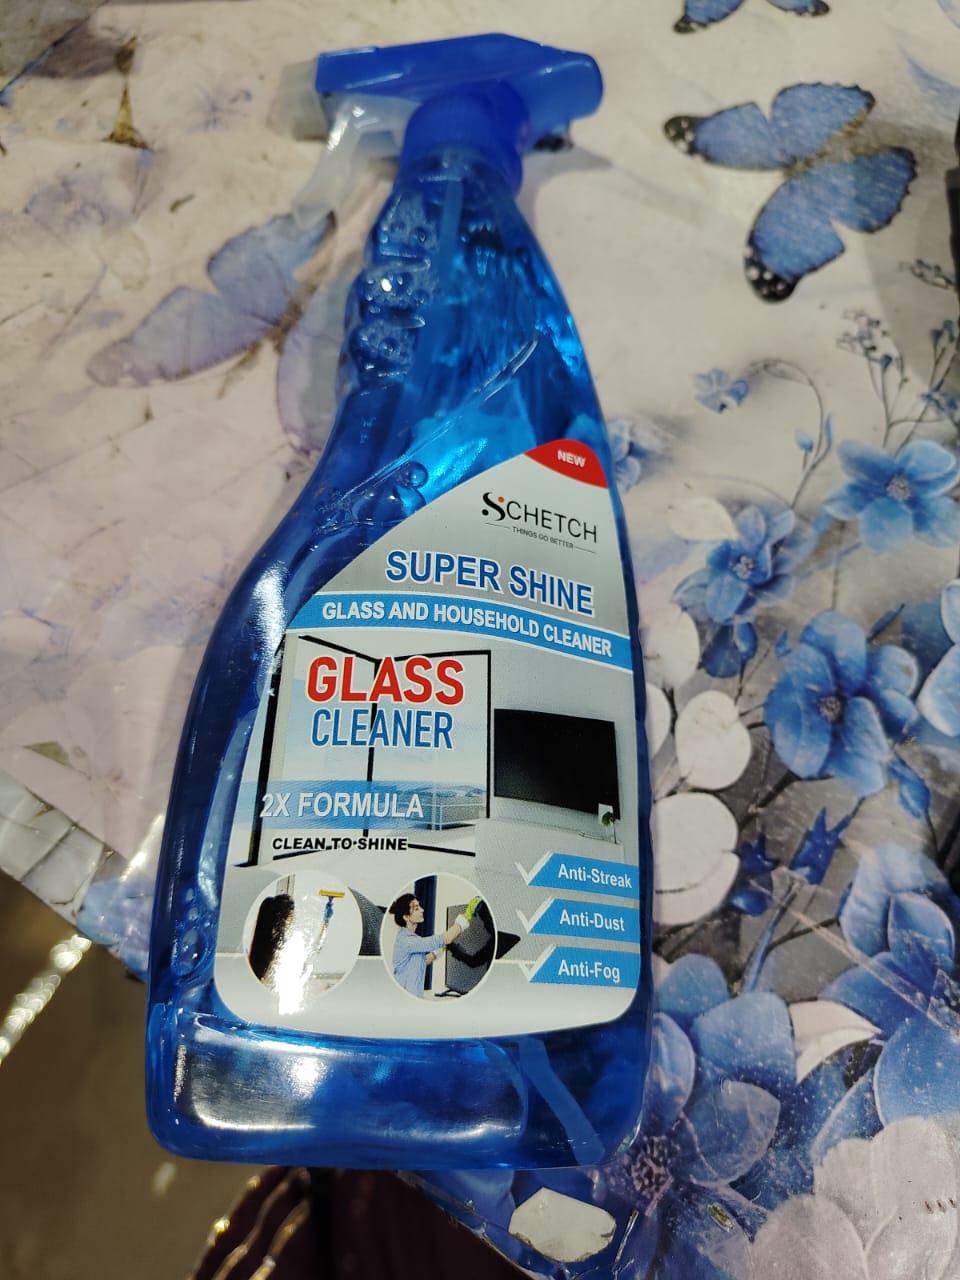 NEW
SCHETCH
THINGS GO BETTER
SUPER SHINE
GLASS AND HOUSEHOLD CLEANER
GLASS
CLEANER
2X FORMULA
CLEAN TO SHINE
Anti-Streak
Anti-Dust
Anti-Fog